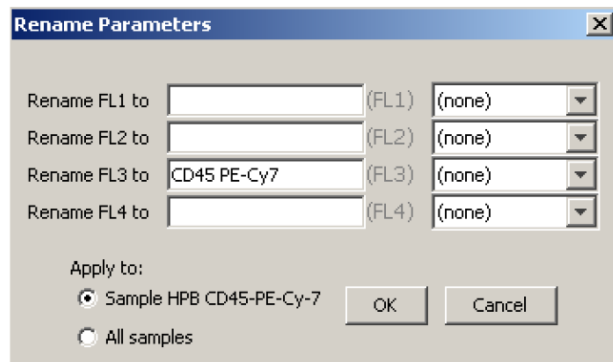 Rename Parameters
Rename FL1 to (FL1) (none)
Rename FL2 to (FL2) (none)
Rename FL3 to CD45 PE-Cy7 (FL3) (none)
Rename FL4 to (FL4) (none)
Apply to:
Sample HPB CD45-PE-Cy-7 OK Cancel
All samples